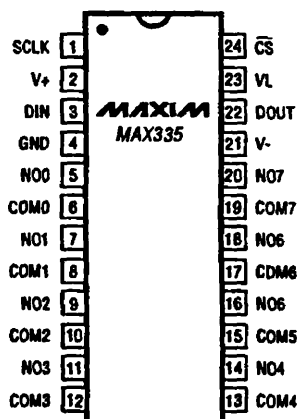 SCLK 1 24 CS
V+ 2 23 VL
DIN 3 MAXIM 22 DOUT
GND 4 MAX335 21 V-
NO0 5 20 NO7
COM0 6 19 COM7
NO1 7 18 NO6
COM1 8 17 CDM6
NO2 9 16 NO6
COM2 10 15 COM5
NO3 11 14 NO4
COM3 12 13 COM4